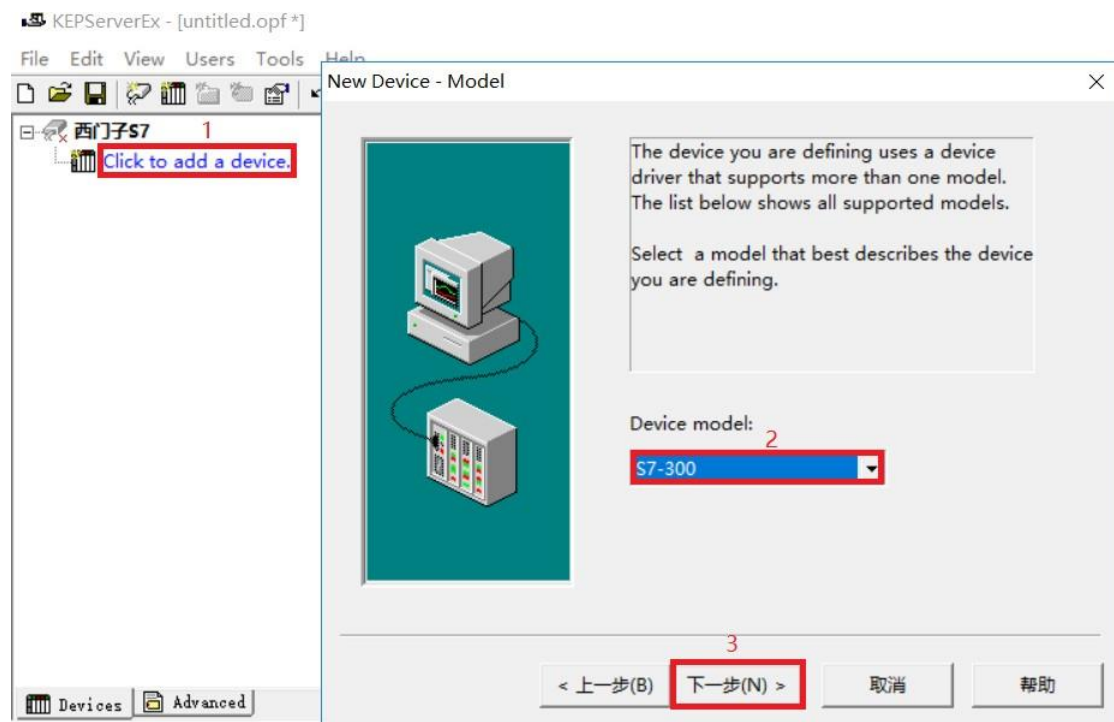 KEPServerEx - [untitled.opf *]
File Edit View Users Tools Help
New Device - Model
西门子S7
1
Click to add a device.
The device you are defining uses a device
driver that supports more than one model.
The list below shows all supported models.
Select a model that best describes the device
you are defining.
Device model:
2
S7-300
3
< 上一步(B)
下一步(N) >
取消
帮助
Devices
Advanced